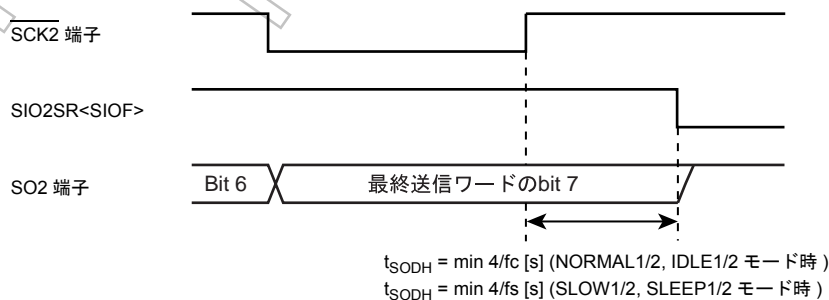 SCK2 端子
SIO2SR<SIOF>
SO2 端子
Bit 6
最終送信ワードのbit 7
tSODH = min 4/fc [s] (NORMAL1/2, IDLE1/2 モード時 )
tSODH = min 4/fs [s] (SLOW1/2, SLEEP1/2 モード時 )